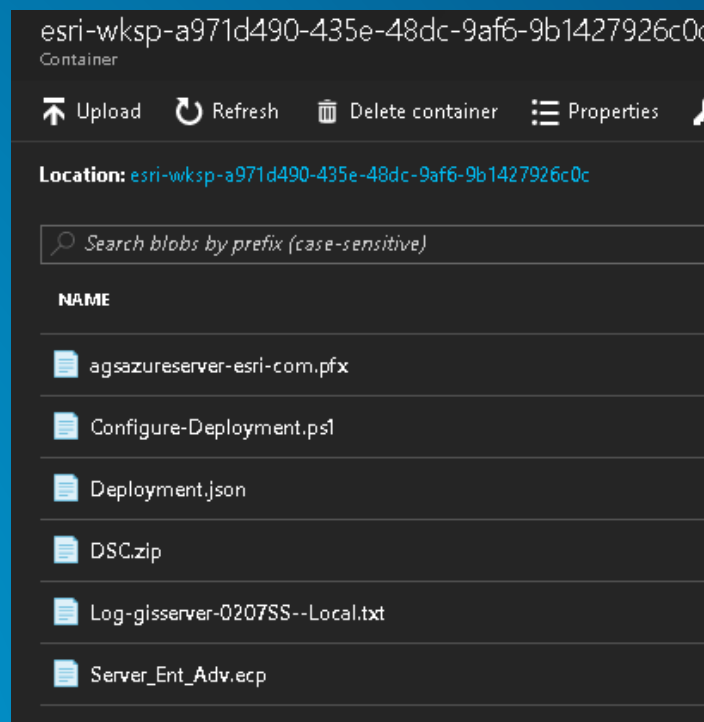 esri-wksp-a971d490-435e-48dc-9af6-9b1427926c0c
Container
Upload Refresh Delete container Properties
Location: esri-wksp-a971d490-435e-48dc-9af6-9b1427926c0c
Search blobs by prefix (case-sensitive)
NAME
agsazureserver-esri-com.pfx
Configure-Deployment.ps1
Deployment.json
DSC.zip
Log-gisserver-0207SS--Local.txt
Server_Ent_Adv.ecp